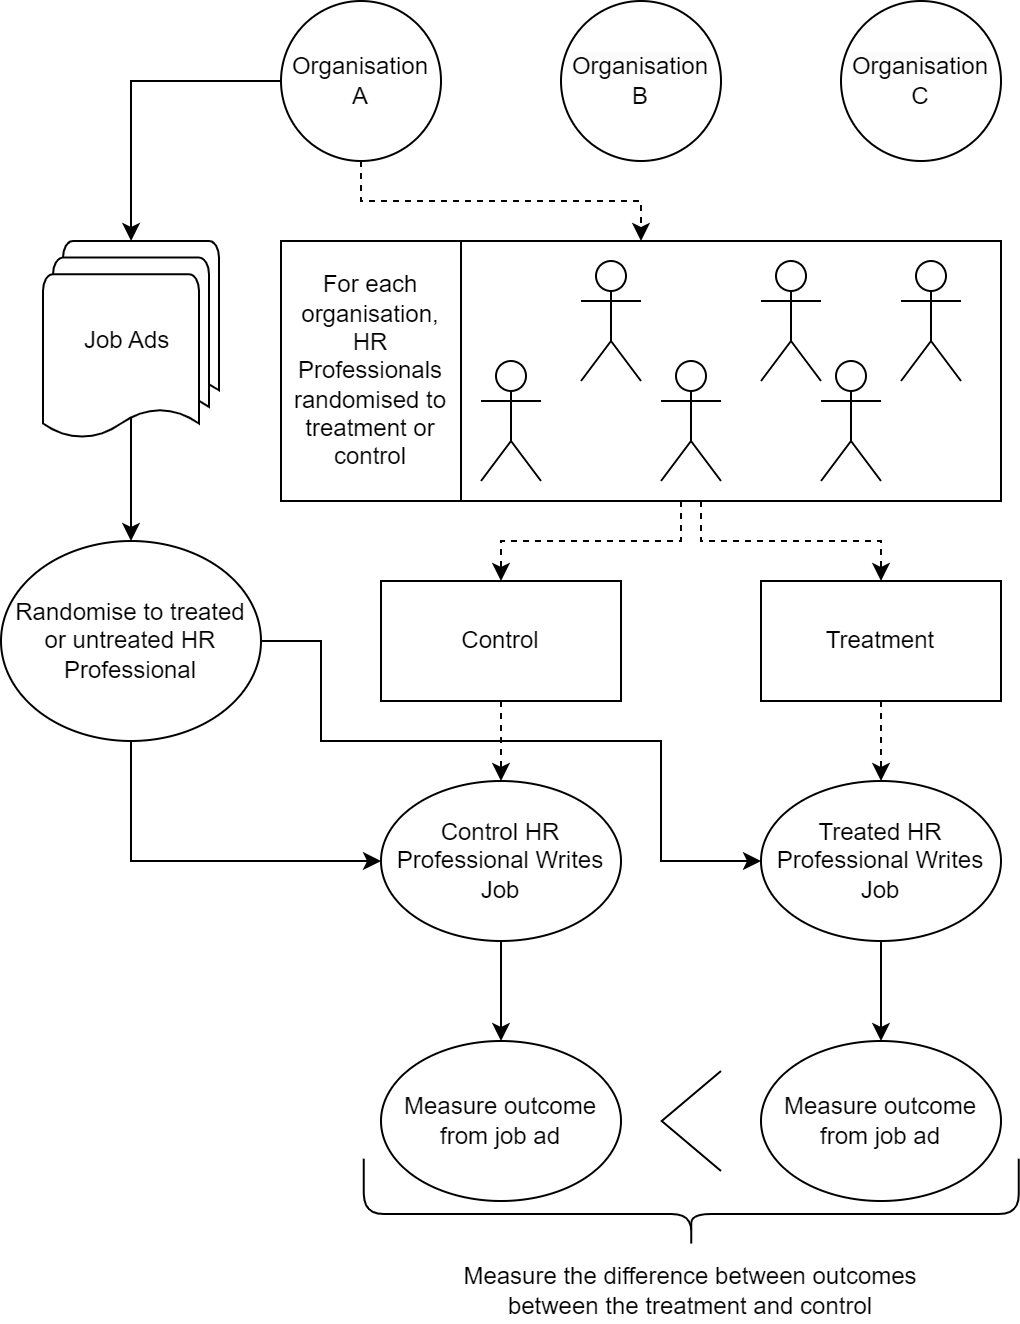 Organisation
A
Organisation
B
Organisation
C
Job Ads
For each
organisation,
HR
Professionals
randomised to
treatment or
control
Randomise to treated
or untreated HR
Professional
Control
Treatment
Control HR
Professional Writes
Job
Treated HR
Professional Writes
Job
Measure outcome
from job ad
Measure outcome
from job ad
Measure the difference between outcomes
between the treatment and control